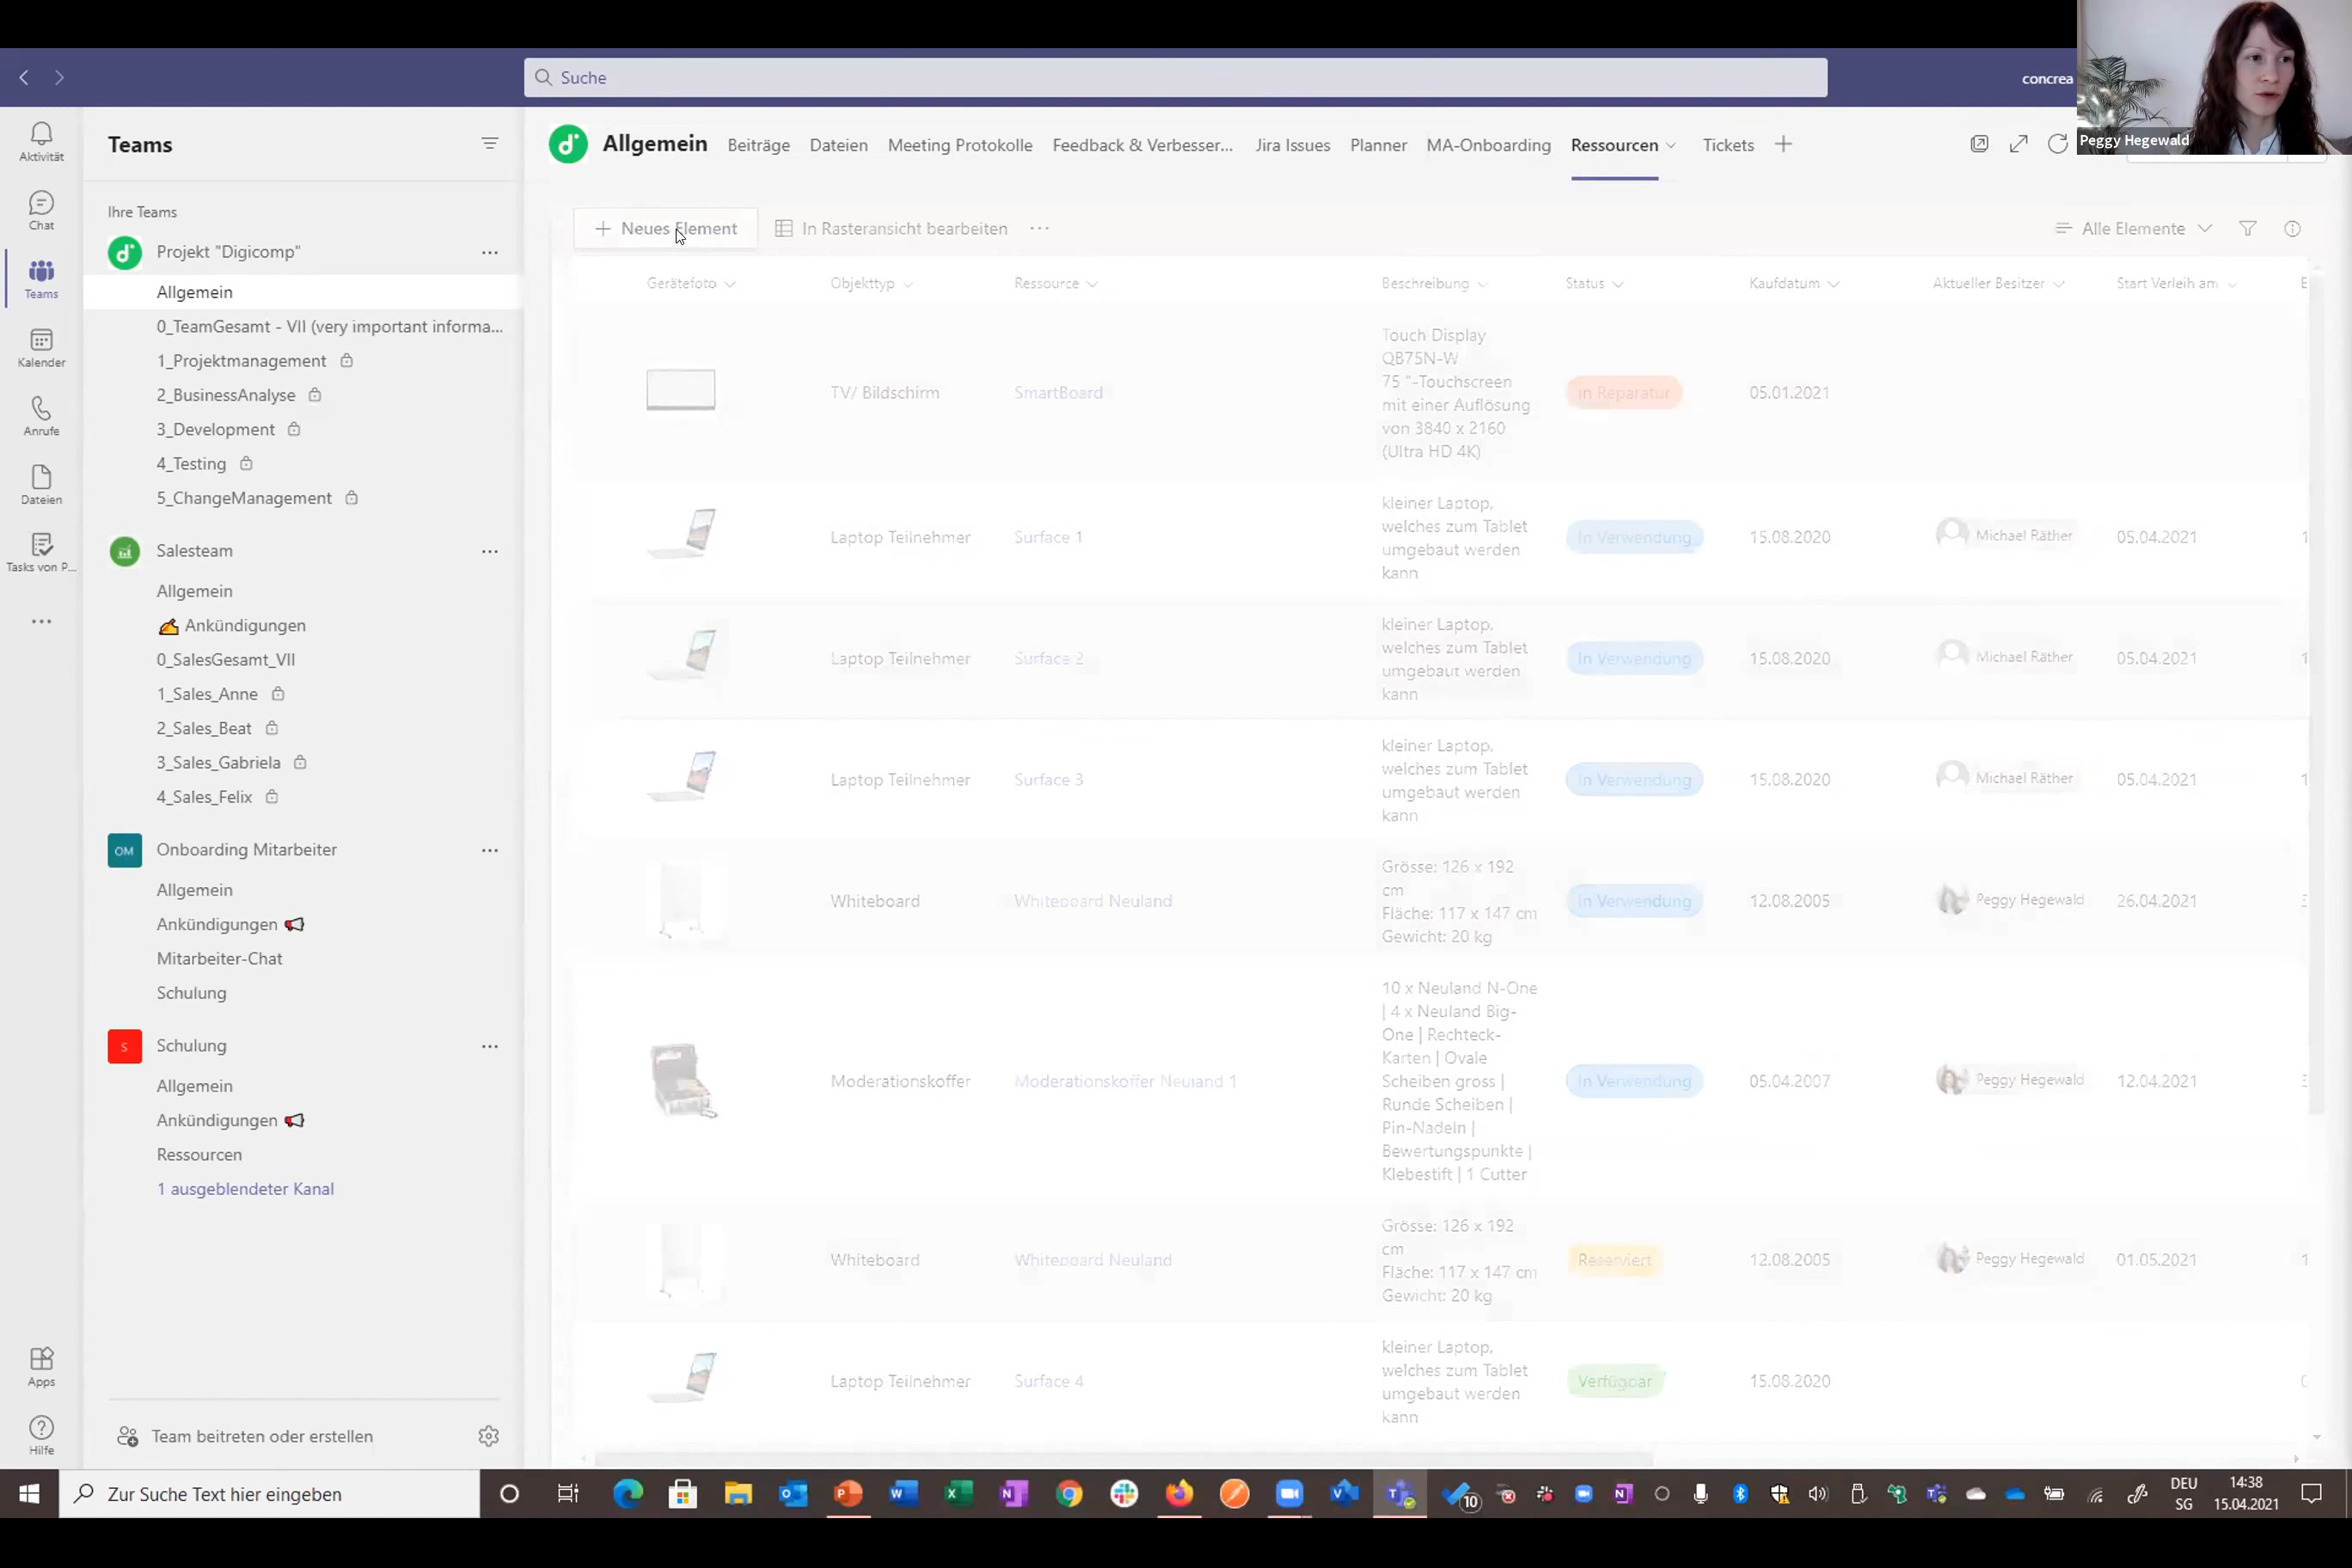 Suche
concrea
Peggy Hegewald
Aktivität
Chat
Teams
Kalender
Anrufe
Dateien
Tasks von P...
Apps
Hilfe
Teams
Ihre Teams
Projekt "Digicomp"
Allgemein
0_TeamGesamt - VII (very important informa...
1_Projektmanagement
2_BusinessAnalyse
3_Development
4_Testing
5_ChangeManagement
Salesteam
Allgemein
Ankündigungen
0_SalesGesamt_VII
1_Sales_Anne
2_Sales_Beat
3_Sales_Gabriela
4_Sales_Felix
OM Onboarding Mitarbeiter
Allgemein
Ankündigungen
Mitarbeiter-Chat
Schulung
S Schulung
Allgemein
Ankündigungen
Ressourcen
1 ausgeblendeter Kanal
Team beitreten oder erstellen
Allgemein Beiträge Dateien Meeting Protokolle Feedback & Verbesser... Jira Issues Planner MA-Onboarding Ressourcen Tickets
Neues Element In Rasteransicht bearbeiten ... Alle Elemente
Gerätefoto Objekttyp Ressource Beschreibung Status Kaufdatum Aktueller Besitzer Start Verleih am E
TV/ Bildschirm SmartBoard
Touch Display
QB75N-W
75 "-Touchscreen
mit einer Auflösung
von 3840 x 2160
(Ultra HD 4K)
in Reparatur 05.01.2021
Laptop Teilnehmer Surface 1
kleiner Laptop,
welches zum Tablet
umgebaut werden
kann
In Verwendung 15.08.2020 Michael Räther 05.04.2021 1
Laptop Teilnehmer Surface 2
kleiner Laptop,
welches zum Tablet
umgebaut werden
kann
In Verwendung 15.08.2020 Michael Räther 05.04.2021 1
Laptop Teilnehmer Surface 3
kleiner Laptop,
welches zum Tablet
umgebaut werden
kann
In Verwendung 15.08.2020 Michael Räther 05.04.2021 1
Whiteboard Whiteboard Neuland
Grösse: 126 x 192
cm
Fläche: 117 x 147 cm
Gewicht: 20 kg
In Verwendung 12.08.2005 Peggy Hegewald 26.04.2021
Moderationskoffer Moderationskoffer Neuland 1
10 x Neuland N-One
| 4 x Neuland Big-
One | Rechteck-
Karten | Ovale
Scheiben gross |
Runde Scheiben |
Pin-Nadeln |
Bewertungspunkte |
Klebestift | 1 Cutter
In Verwendung 05.04.2007 Peggy Hegewald 12.04.2021
Whiteboard Whiteboard Neuland
Grösse: 126 x 192
cm
Fläche: 117 x 147 cm
Gewicht: 20 kg
Reserviert 12.08.2005 Peggy Hegewald 01.05.2021 1
Laptop Teilnehmer Surface 4
kleiner Laptop,
welches zum Tablet
umgebaut werden
kann
Verfügbar 15.08.2020
Zur Suche Text hier eingeben
10
DEU
SG
14:38
15.04.2021